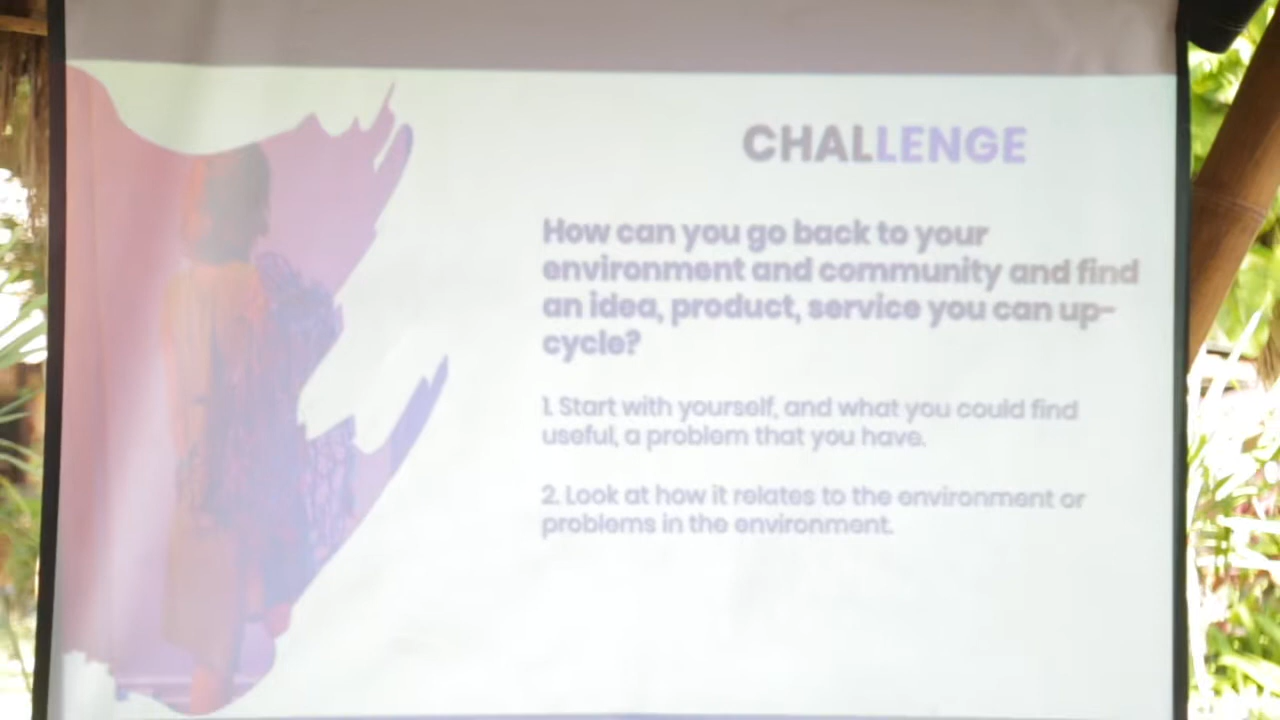 CHALLENGE
How can you go back to your
environment and community and find
an idea, product, service you can up-
cycle?
1. Start with yourself, and what you could find
useful, a problem that you have.
2. Look at how it relates to the environment or
problems in the environment.